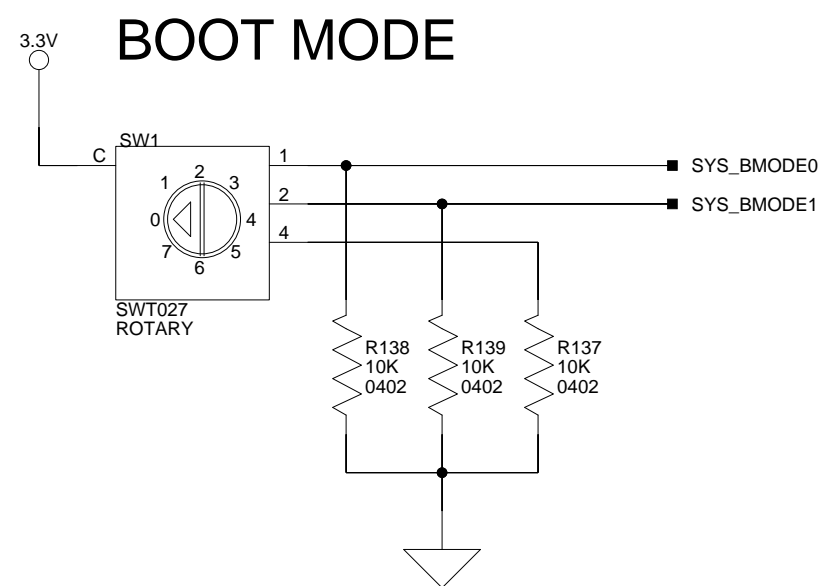 BOOT MODE
3.3V
SW1
C
1
2
4
0
1
2
3
4
5
6
7
SWT027
ROTARY
SYS_BMODE0
SYS_BMODE1
R138
10K
0402
R139
10K
0402
R137
10K
0402